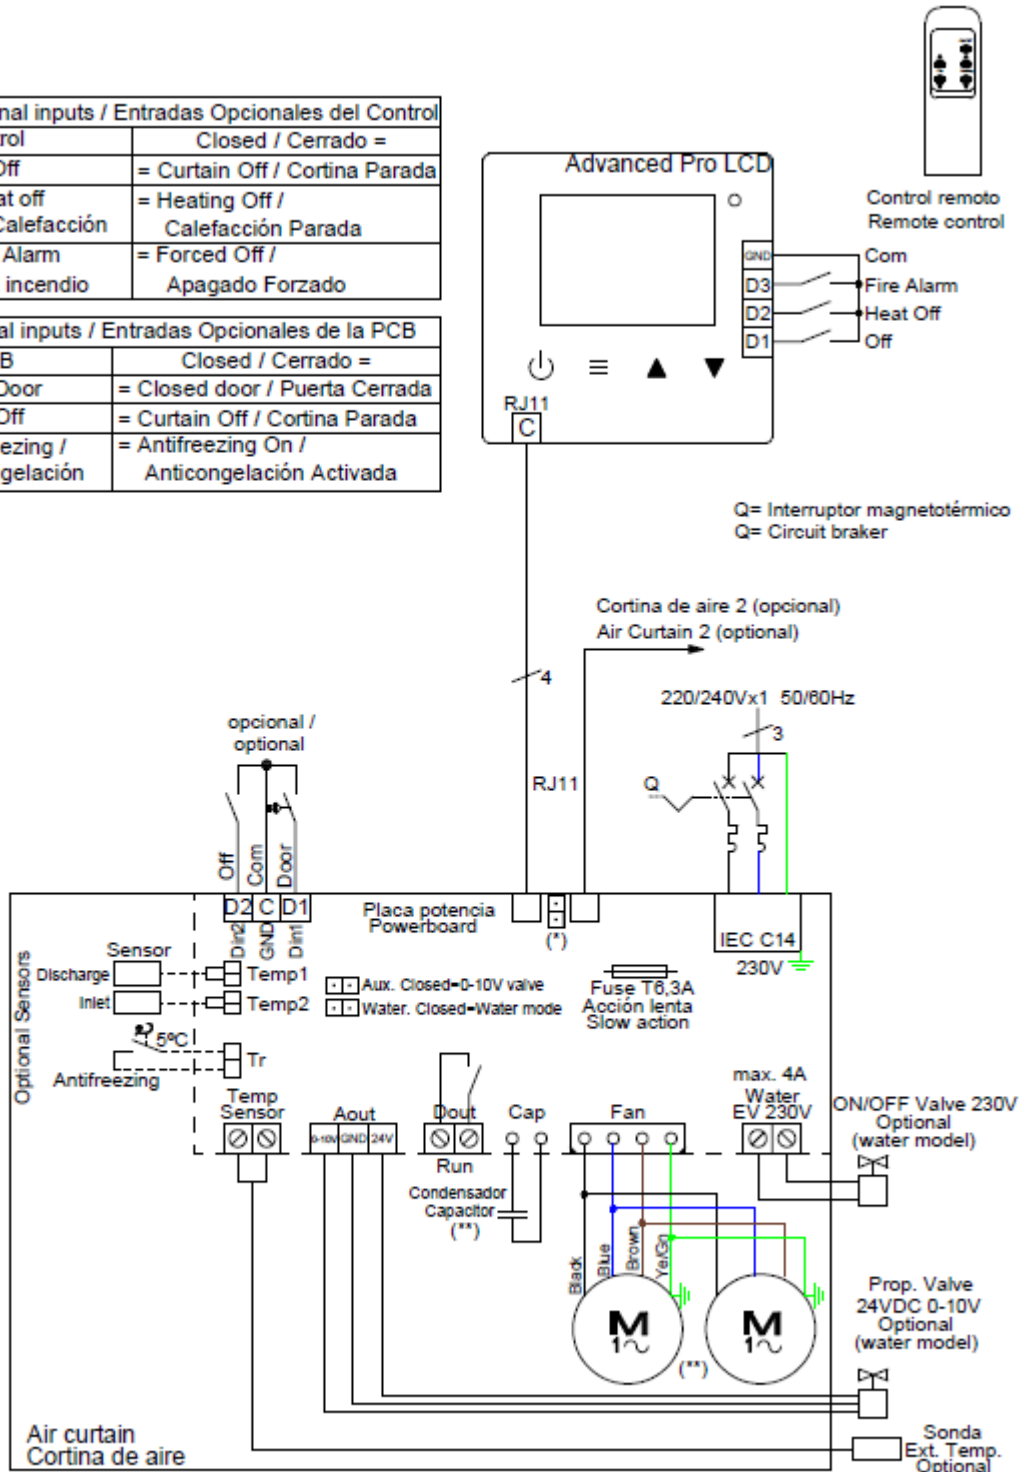 nal inputs / Entradas Opcionales del Control
rol
Closed / Cerrado =
Off
= Curtain Off / Cortina Parada
at off
Calefacción
= Heating Off /
Calefacción Parada
Alarm
incendio
= Forced Off /
Apagado Forzado
al inputs / Entradas Opcionales de la PCB
B
Closed / Cerrado =
Door
= Closed door / Puerta Cerrada
Off
= Curtain Off / Cortina Parada
ezing /
gelación
= Antifreezing On /
Anticongelación Activada
Advanced Pro LCD
GND
D3
D2
D1
RJ11
C
Control remoto
Remote control
Com
Fire Alarm
Heat Off
Off
Q= Interruptor magnetotérmico
Q= Circuit braker
Cortina de aire 2 (opcional)
Air Curtain 2 (optional)
4
220/240Vx1 50/60Hz
3
opcional /
optional
RJ11
Q
Off
Com
Door
D2 C D1
Din2
GND
Din1
Placa potencia
Powerboard
(*)
IEC C14
230V
Optional Sensors
Sensor
Discharge
Temp1
Inlet
Temp2
Aux. Closed=0-10V valve
Water. Closed=Water mode
Fuse T6,3A
Acción lenta
Slow action
5ºC
Tr
Antifreezing
Temp
Sensor
Aout
0-10V GND 24V
Dout
Run
Cap
Condensador
Capacitor
(**)
Fan
max. 4A
Water
EV 230V
ON/OFF Valve 230V
Optional
(water model)
Black
Blue
Brown
Ye/Gn
M
1
M
1
(**)
Prop. Valve
24VDC 0-10V
Optional
(water model)
Air curtain
Cortina de aire
Sonda
Ext. Temp.
Optional